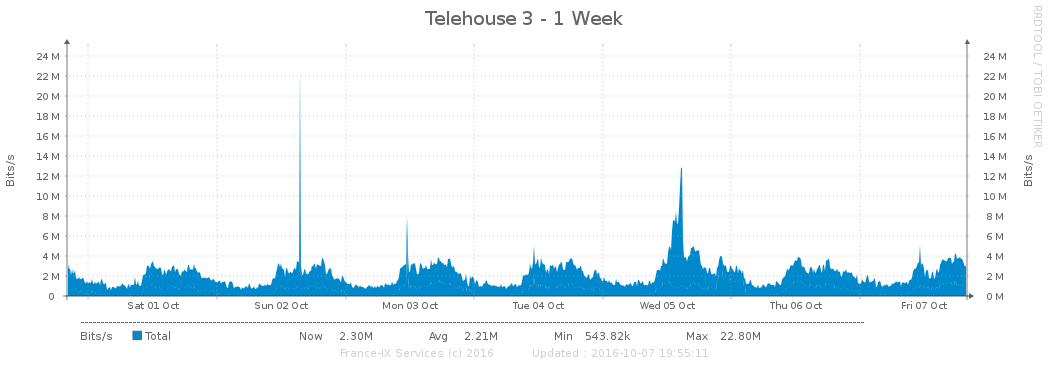 Telehouse 3 - 1 Week
RRDTOOL / TOBI OETIKER
Bits/s
24 M 24 M
22 M 22 M
20 M 20 M
18 M 18 M
16 M 16 M
14 M 14 M
12 M 12 M
10 M 10 M
8 M 8 M
6 M 6 M
4 M 4 M
2 M 2 M
0 0 M
Bits/s
Sat 01 Oct Sun 02 Oct Mon 03 Oct Tue 04 Oct Wed 05 Oct Thu 06 Oct Fri 07 Oct
Bits/s Total Now 2.30M Avg 2.21M Min 543.82k Max 22.80M
France-IX Services (c) 2016 Updated : 2016-10-07 19:55:11